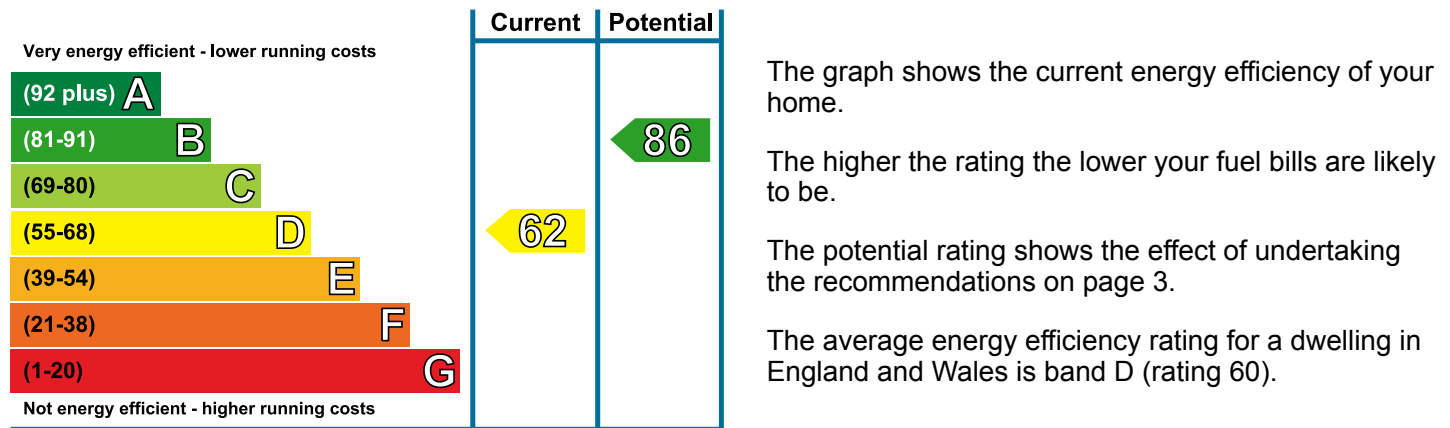 Current Potential
Very energy efficient - lower running costs
(92 plus) A
(81-91) B
86
(69-80) C
(55-68) D
62
(39-54) E
(21-38) F
(1-20) G
Not energy efficient - higher running costs
The graph shows the current energy efficiency of your
home.
The higher the rating the lower your fuel bills are likely
to be.
The potential rating shows the effect of undertaking
the recommendations on page 3.
The average energy efficiency rating for a dwelling in
England and Wales is band D (rating 60).